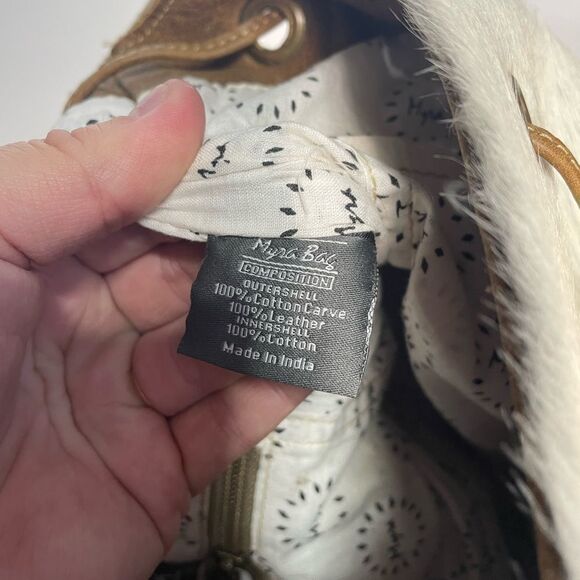 Myra Bag
COMPOSITION
OUTERSHELL
100%Cotton Carve
100%Leather
INNERSHELL
100%Cotton
Made In India